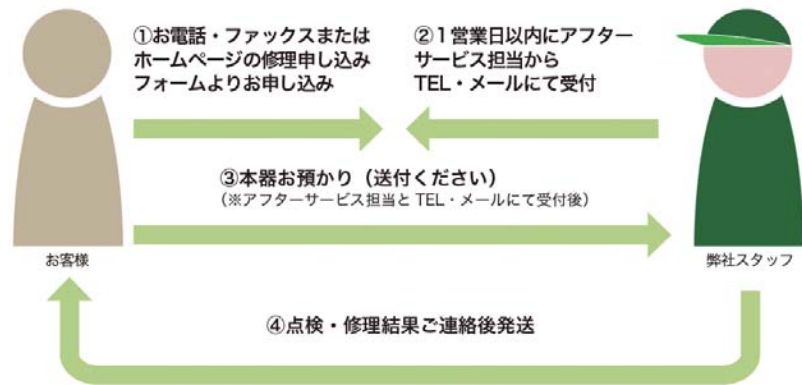 ①お電話・ファックスまたは
ホームページの修理申し込み
フォームよりお申し込み
②１営業日以内にアフター
サービス担当から
TEL・メールにて受付
③本器お預かり（送付ください）
（※アフターサービス担当と TEL・メールにて受付後）
お客様
弊社スタッフ
④点検・修理結果ご連絡後発送